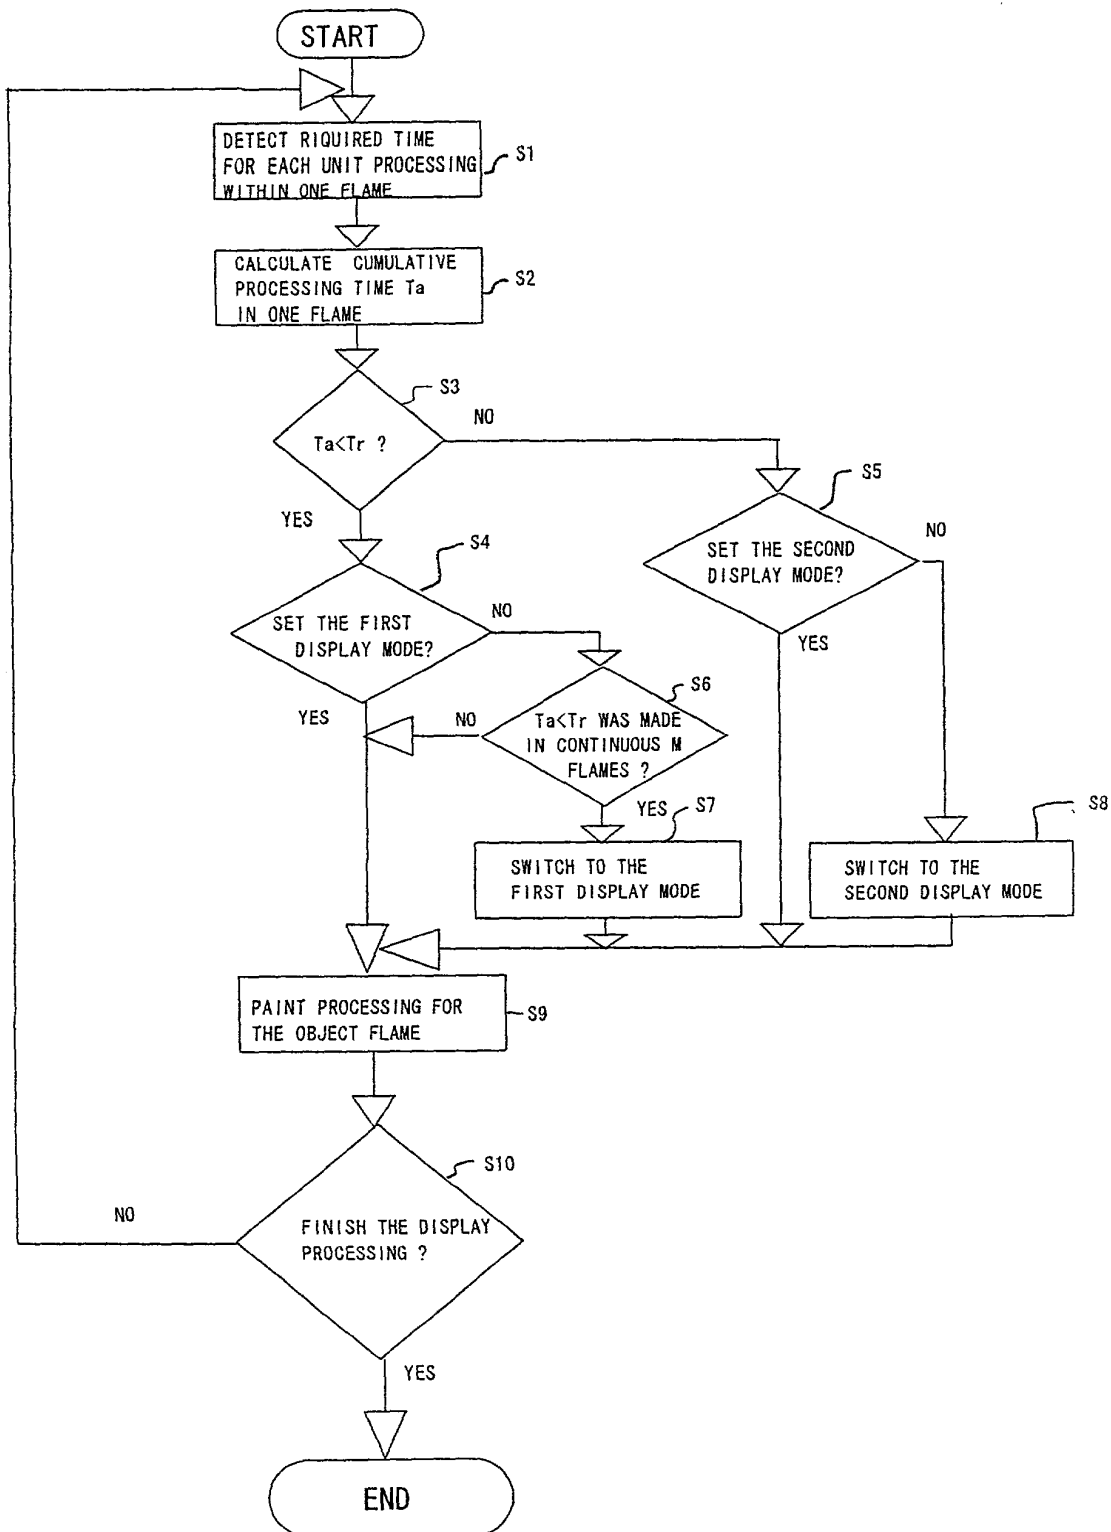 START
DETECT RIQUIRED TIME
FOR EACH UNIT PROCESSING
WITHIN ONE FLAME
S1
CALCULATE CUMULATIVE
PROCESSING TIME Ta
IN ONE FLAME
S2
S3
Ta<Tr ?
NO
YES
S5
SET THE SECOND
DISPLAY MODE?
NO
YES
S4
SET THE FIRST
DISPLAY MODE?
NO
YES
S6
Ta<Tr WAS MADE
IN CONTINUOUS M
FLAMES ?
NO
YES
S7
SWITCH TO THE
FIRST DISPLAY MODE
S8
SWITCH TO THE
SECOND DISPLAY MODE
PAINT PROCESSING FOR
THE OBJECT FLAME
S9
S10
FINISH THE DISPLAY
PROCESSING ?
NO
YES
END